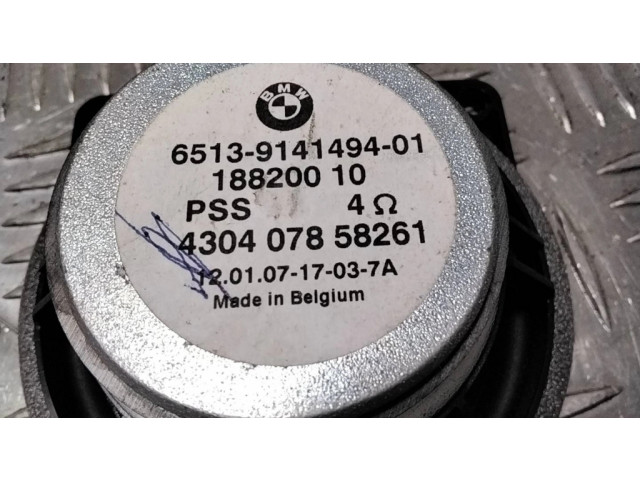 BMW
6513-9141494-01
188200 10
PSS 4 Ω
4304 078 58261
12.01.07-17-03-7A
Made in Belgium